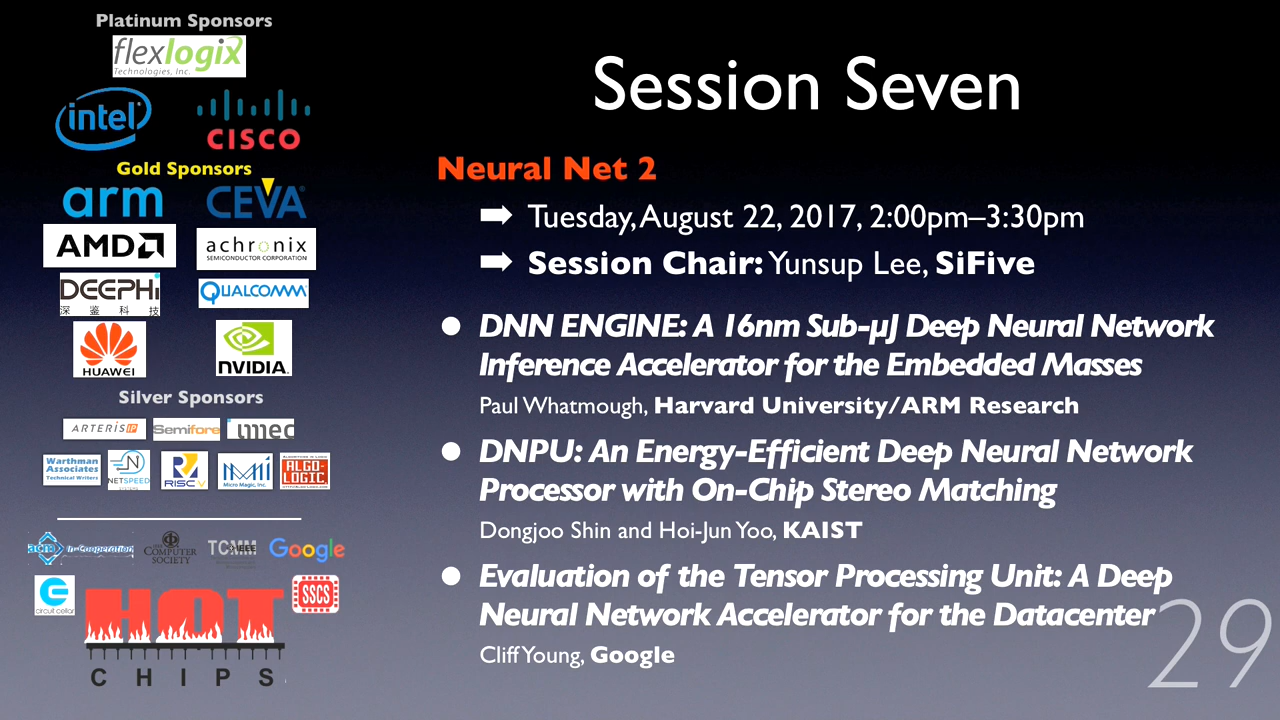 Platinum Sponsors
flexlogix
Technologies, Inc.
intel
CISCO
Gold Sponsors
arm
CEVA
AMD
achronix
SEMICONDUCTOR CORPORATION
DEEPHi
深 鉴 科 技
QUALCOMM
HUAWEI
NVIDIA.
Silver Sponsors
ARTERIS IP
Semifore
imec
Warthman
Associates
Technical Writers
NETSPEED
SYSTEMS
RISC V
Micro Magic, Inc.
ALGO-
LOGIC
acm In-Cooperation
COMPUTER
SOCIETY
TCMM IEEE
Google
circuit cellar
SSCS
HOT
CHIPS
Session Seven
Neural Net 2
➡ Tuesday, August 22, 2017, 2:00pm–3:30pm
➡ Session Chair: Yunsup Lee, SiFive
• DNN ENGINE: A 16nm Sub-µJ Deep Neural Network
Inference Accelerator for the Embedded Masses
Paul Whatmough, Harvard University/ARM Research
• DNPU: An Energy-Efficient Deep Neural Network
Processor with On-Chip Stereo Matching
Dongjoo Shin and Hoi-Jun Yoo, KAIST
• Evaluation of the Tensor Processing Unit: A Deep
Neural Network Accelerator for the Datacenter
Cliff Young, Google
29